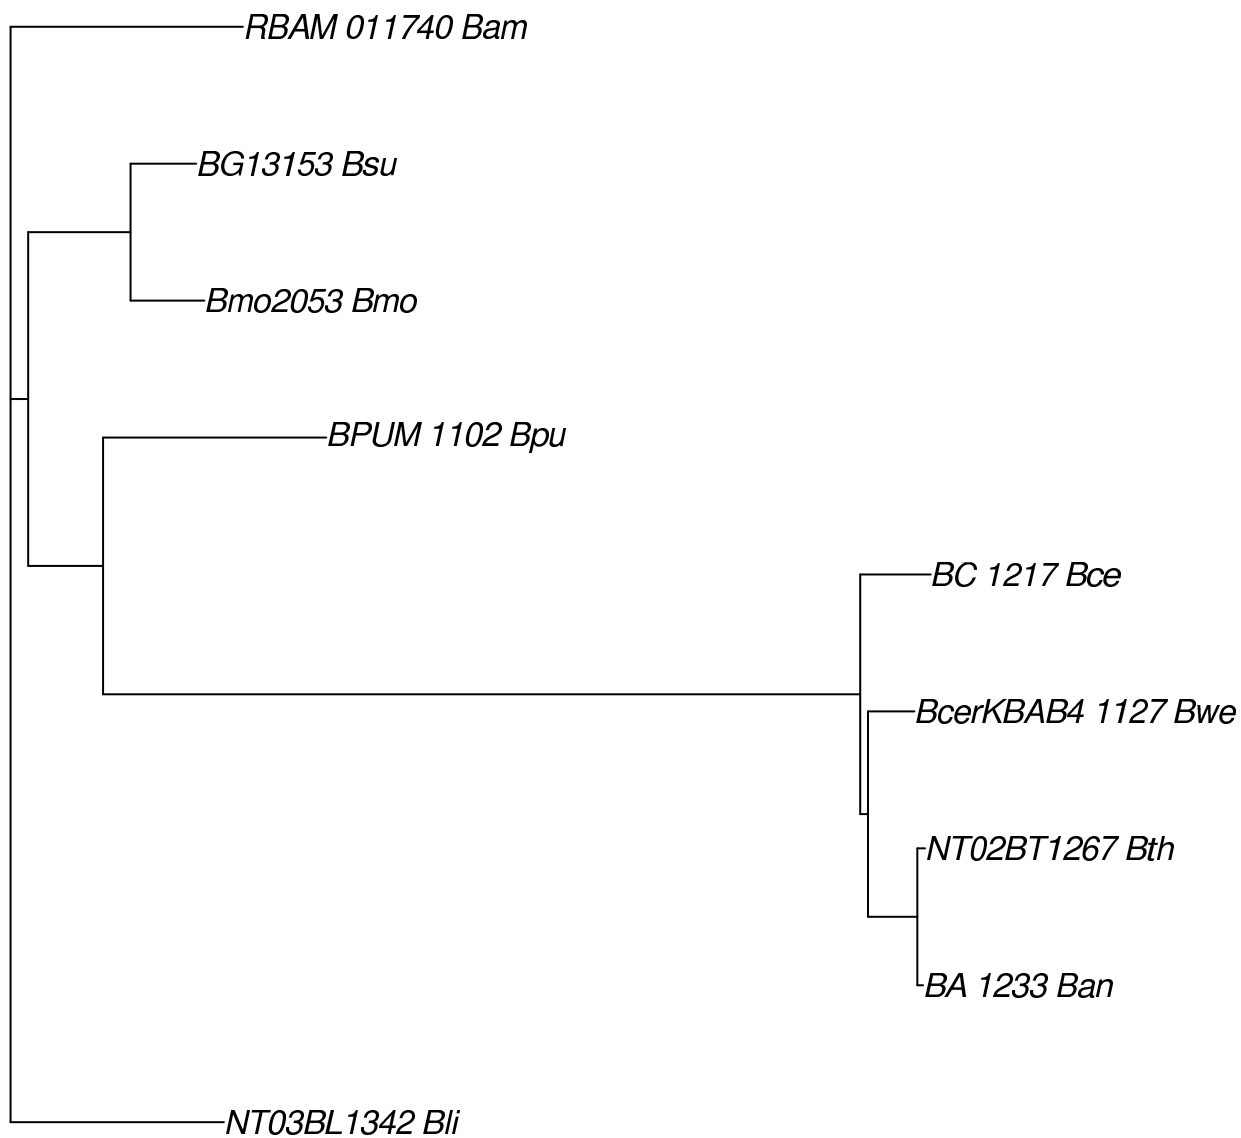 RBAM 011740 Bam
BG13153 Bsu
Bmo2053 Bmo
BPUM 1102 Bpu
BC 1217 Bce
BcerKBAB4 1127 Bwe
NT02BT1267 Bth
BA 1233 Ban
NT03BL1342 Bli